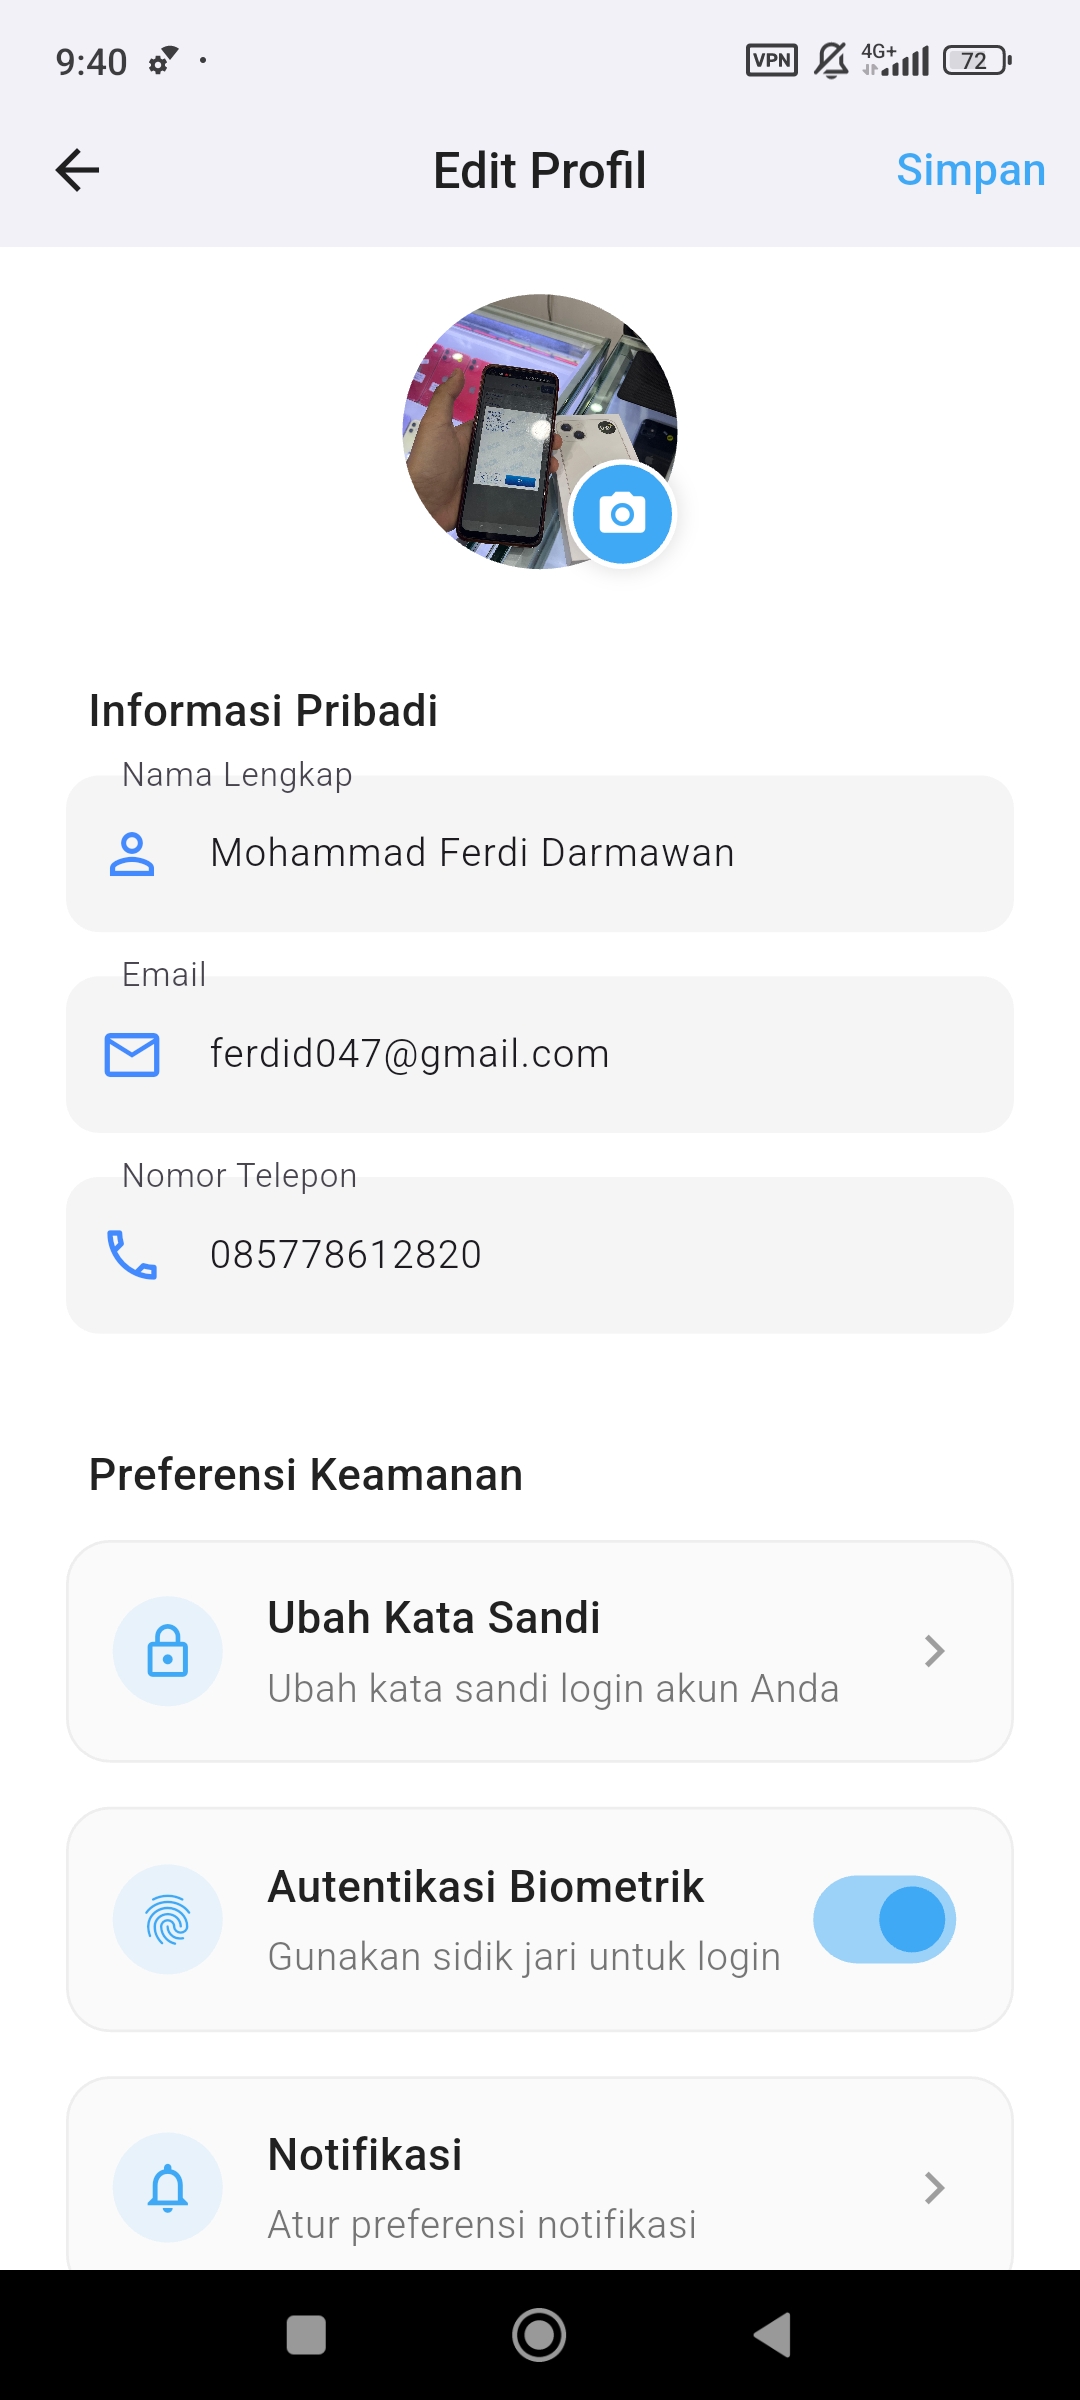 9:40
VPN
4G+
72
Edit Profil
Simpan
Informasi Pribadi
Nama Lengkap
Mohammad Ferdi Darmawan
Email
ferdid047@gmail.com
Nomor Telepon
085778612820
Preferensi Keamanan
Ubah Kata Sandi
Ubah kata sandi login akun Anda
Autentikasi Biometrik
Gunakan sidik jari untuk login
Notifikasi
Atur preferensi notifikasi